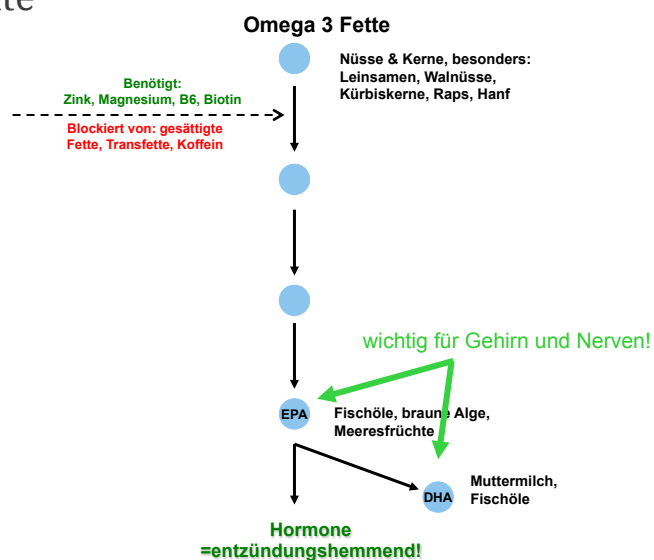 Omega 3 Fette
Nüsse & Kerne, besonders:
Leinsamen, Walnüsse,
Kürbiskerne, Raps, Hanf
Benötigt:
Zink, Magnesium, B6, Biotin
Blockiert von: gesättigte
Fette, Transfette, Koffein
wichtig für Gehirn und Nerven!
EPA
Fischöle, braune Alge,
Meeresfrüchte
DHA
Muttermilch,
Fischöle
Hormone
=entzündungshemmend!